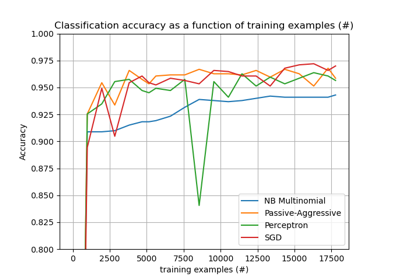 Classification accuracy as a function of training examples (#)
1.000
0.975
0.950
0.925
0.900
0.875
0.850
0.825
0.800
Accuracy
NB Multinomial
Passive-Aggressive
Perceptron
SGD
0 2500 5000 7500 10000 12500 15000 17500
training examples (#)